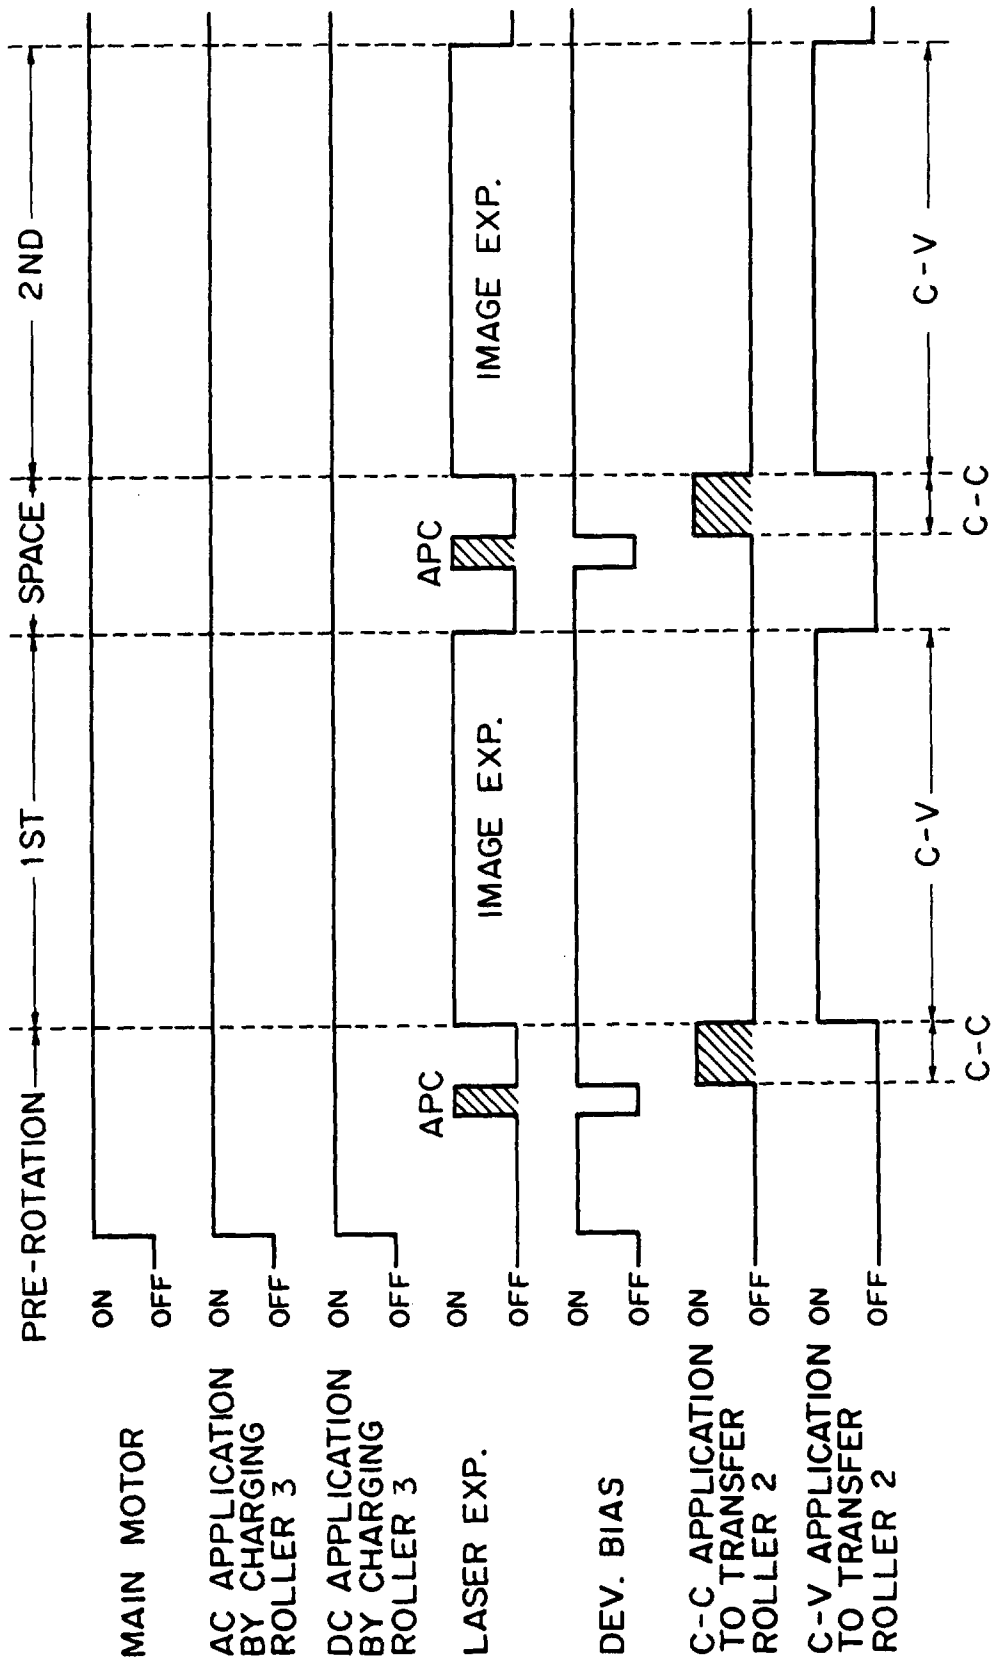 PRE-ROTATION
1ST
SPACE
2ND
MAIN MOTOR
ON
OFF
AC APPLICATION
BY CHARGING
ROLLER 3
ON
OFF
DC APPLICATION
BY CHARGING
ROLLER 3
ON
OFF
LASER EXP.
ON
OFF
APC
IMAGE EXP.
APC
IMAGE EXP.
DEV. BIAS
ON
OFF
C-C APPLICATION
TO TRANSFER
ROLLER 2
ON
OFF
C-V APPLICATION
TO TRANSFER
ROLLER 2
ON
OFF
C-C
C-V
C-C
C-V